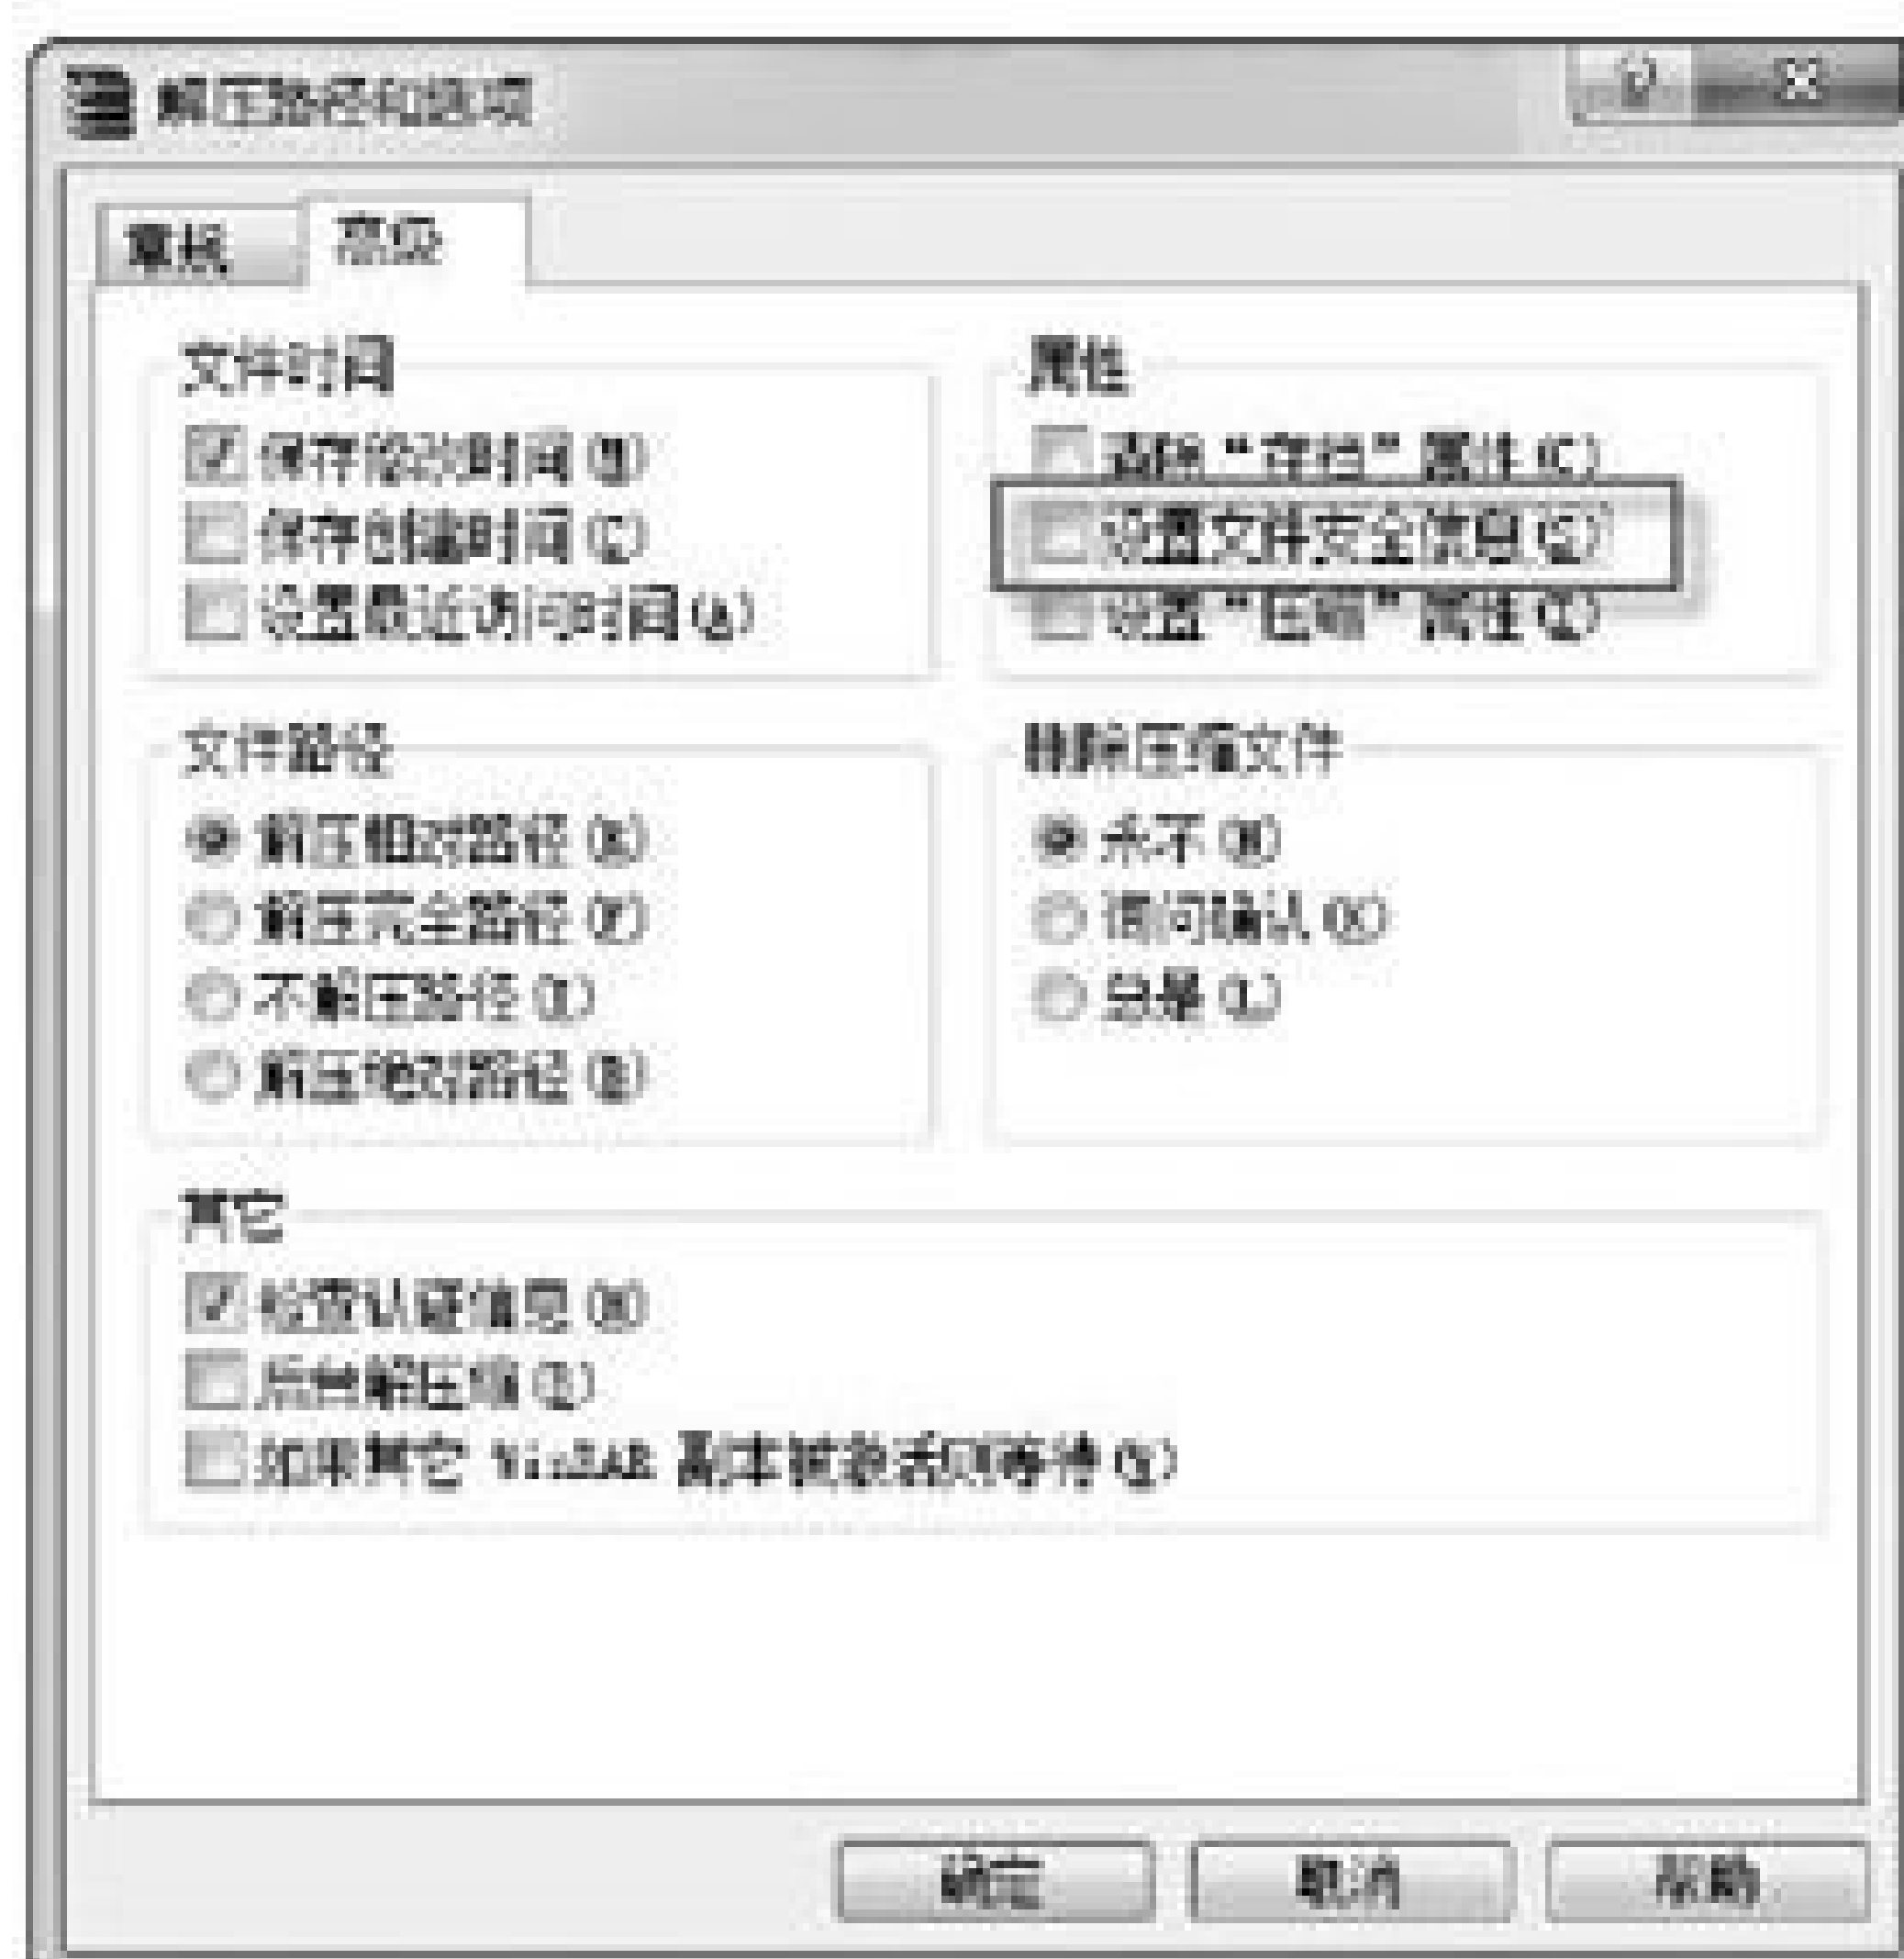 解压路径和选项
常规 高级
文件时间
保存修改时间(M)
保存创建时间(C)
设置最近访问时间(A)
属性
清除“存档”属性(C)
设置文件安全信息(S)
设置“压缩”属性
文件路径
解压相对路径
解压完全路径(F)
不解压路径
解压绝对路径(B)
删除压缩文件
永不
询问确认
总是(L)
其它
检查认证信息
后台解压缩
如果其它 WinRAR 副本被激活则等待
确定 取消 帮助